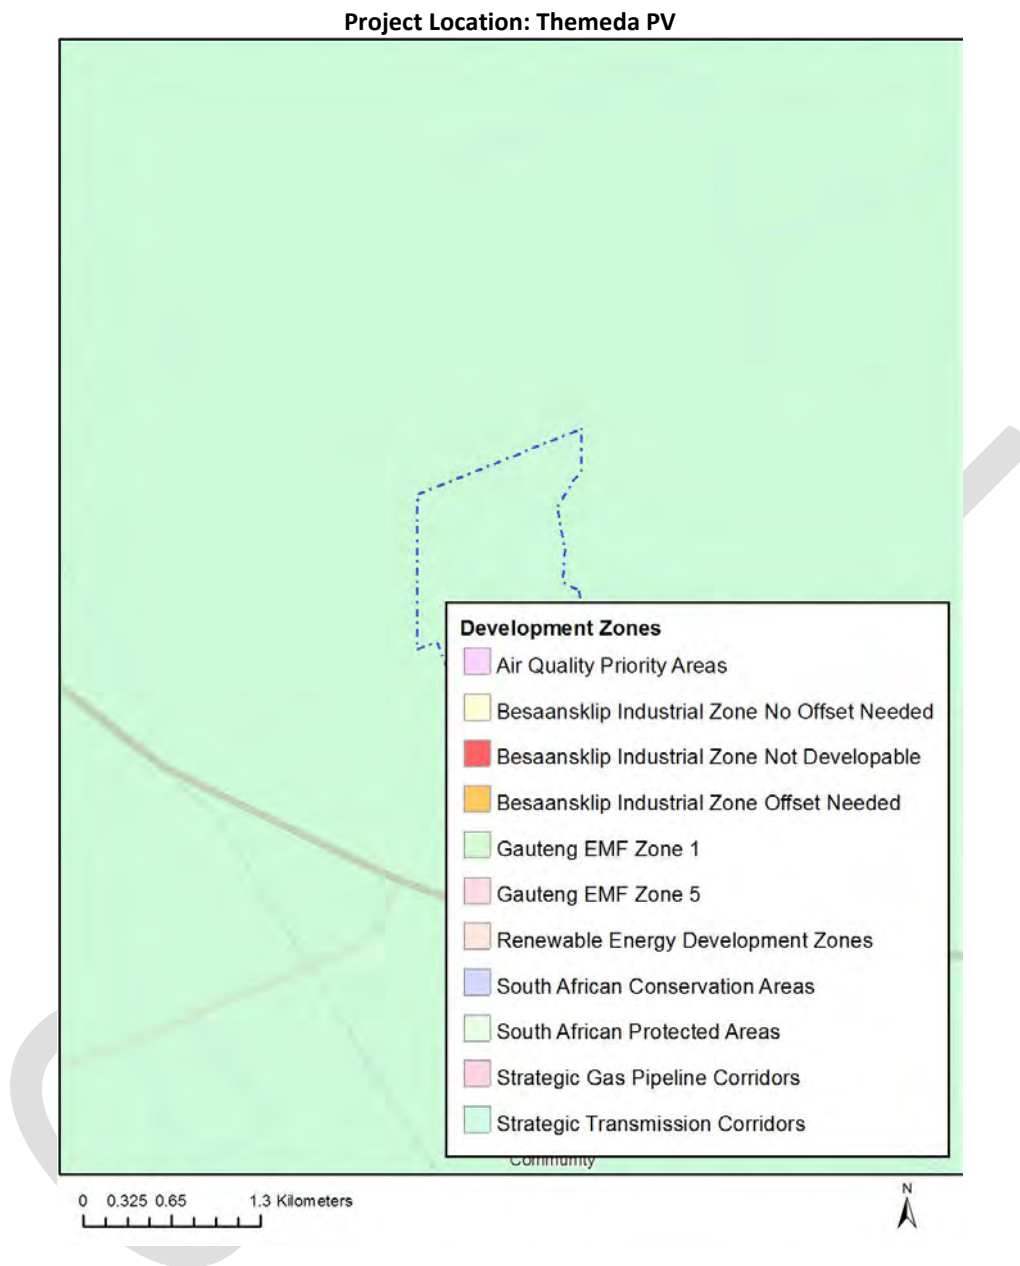 Project Location: Themeda PV
Development Zones
Air Quality Priority Areas
Besaansklip Industrial Zone No Offset Needed
Besaansklip Industrial Zone Not Developable
Besaansklip Industrial Zone Offset Needed
Gauteng EMF Zone 1
Gauteng EMF Zone 5
Renewable Energy Development Zones
South African Conservation Areas
South African Protected Areas
Strategic Gas Pipeline Corridors
Strategic Transmission Corridors
Community
0 0.325 0.65 1.3 Kilometers
N